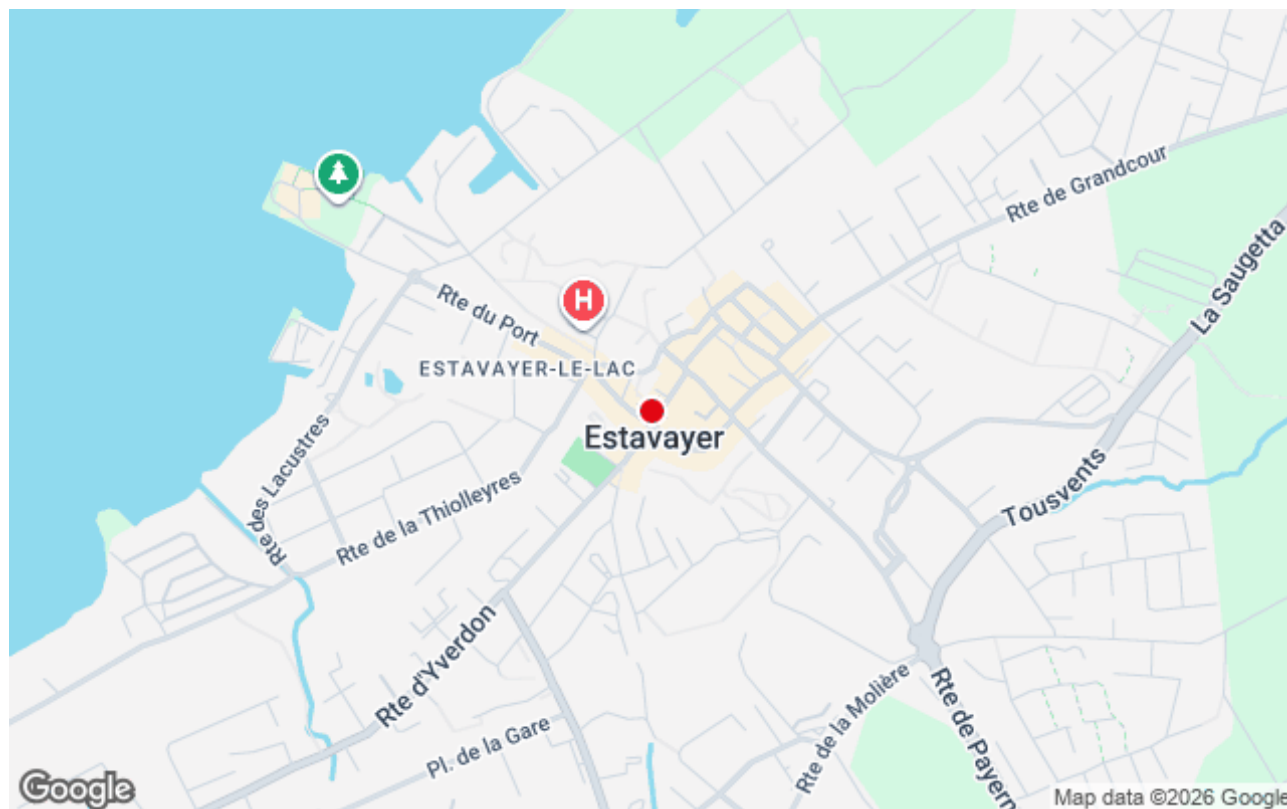 Rte de Grandcour
La Saugetta
Rte du Port
H
ESTAVAYER-LE-LAC
Estavayer
Rte des Lacustres
Rte de la Thiolleyres
Tousvents
Rte d'Yverdon
Rte de la Molière
Rte de Payern
Pl. de la Gare
Google
Map data ©2026 Google